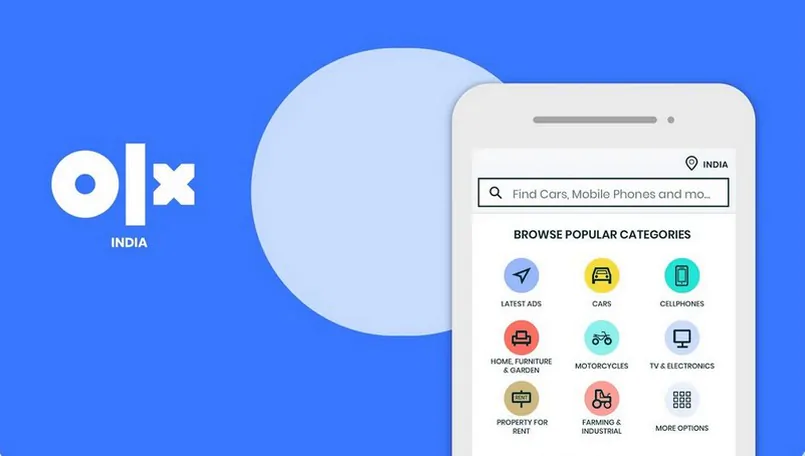 olx
INDIA
INDIA
Find Cars, Mobile Phones and mo...
BROWSE POPULAR CATEGORIES
LATEST ADS
CARS
CELLPHONES
HOME, FURNITURE
& GARDEN
MOTORCYCLES
TV & ELECTRONICS
RENT
PROPERTY FOR
RENT
FARMING &
INDUSTRIAL
MORE OPTIONS